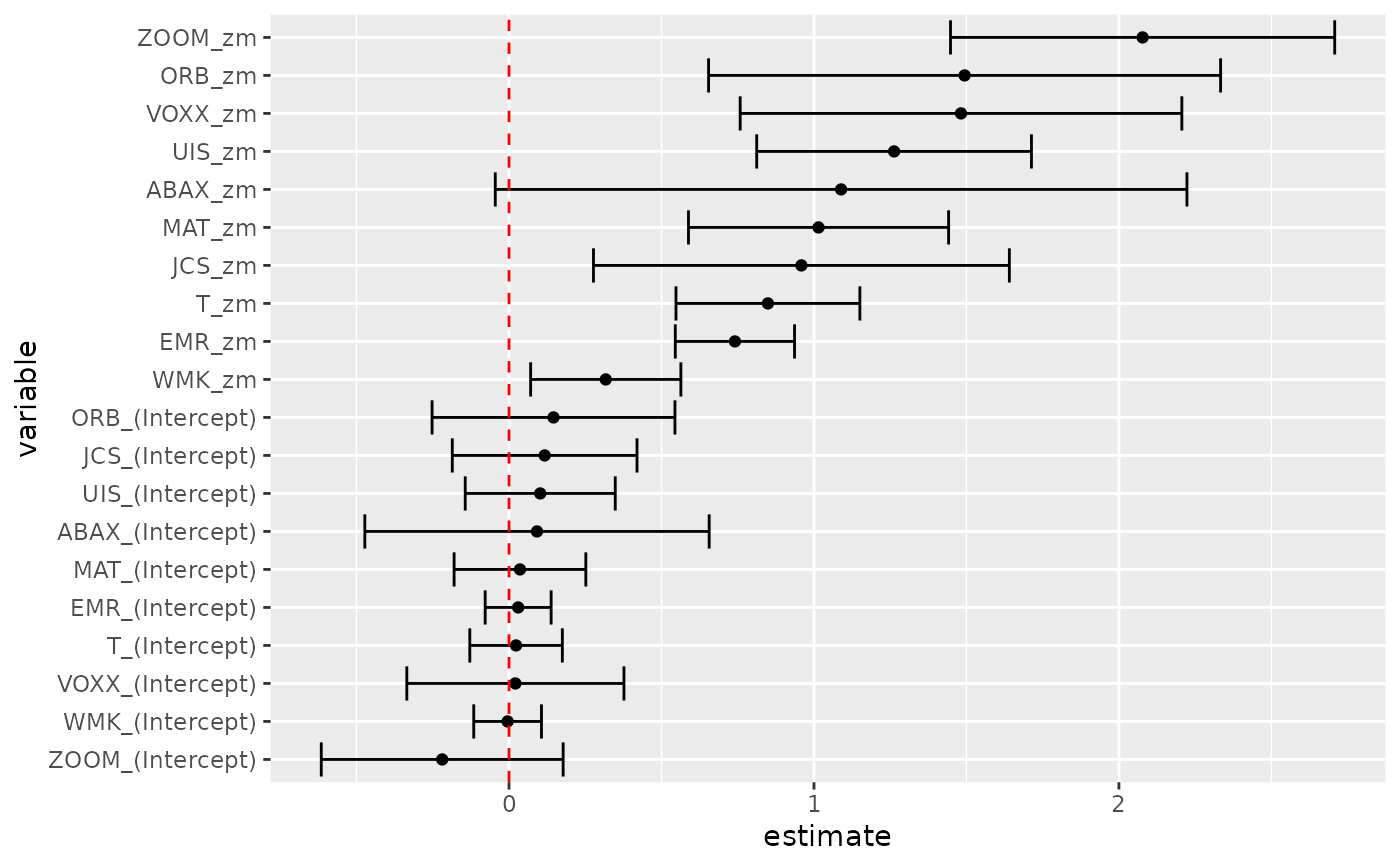 variable
ZOOM_zm
ORB_zm
VOXX_zm
UIS_zm
ABAX_zm
MAT_zm
JCS_zm
T_zm
EMR_zm
WMK_zm
ORB_(Intercept)
JCS_(Intercept)
UIS_(Intercept)
ABAX_(Intercept)
MAT_(Intercept)
EMR_(Intercept)
T_(Intercept)
VOXX_(Intercept)
WMK_(Intercept)
ZOOM_(Intercept)
0 1 2
estimate